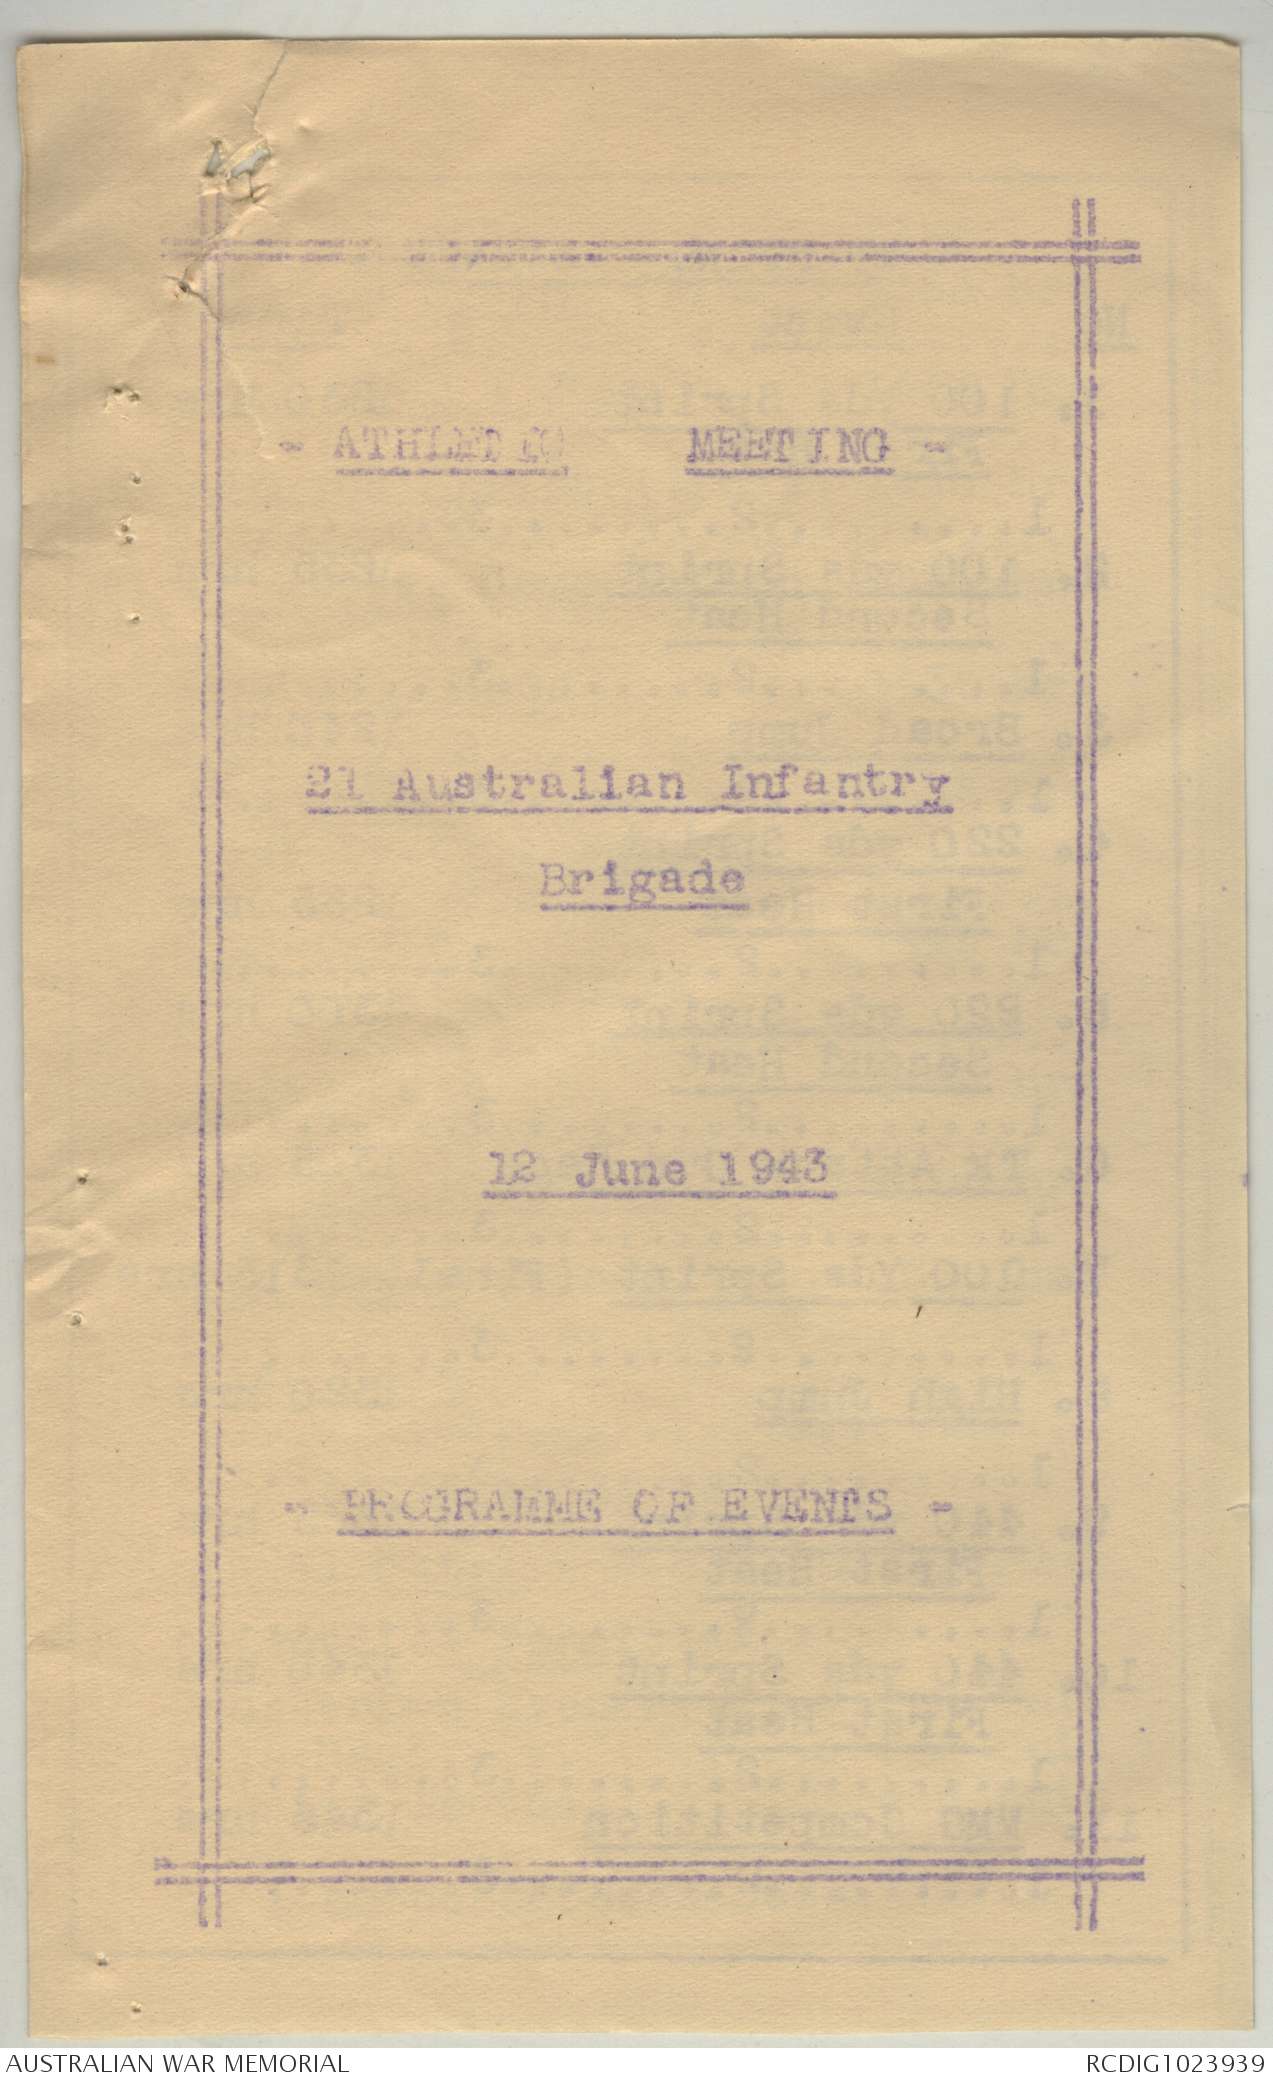 - ATHLETIC MEETING -
21 Australian Infantry
Brigade
12 June 1943
- PROGRAMME OF EVENTS -
AUSTRALIAN WAR MEMORIAL
RCDIG1023939